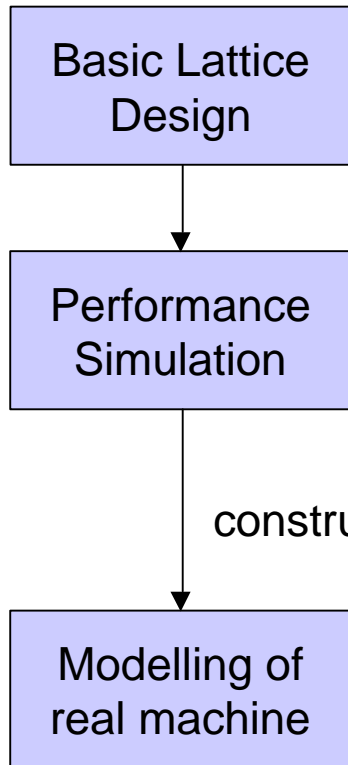 Basic Lattice
Design
Performance
Simulation
constru
Modelling of
real machine